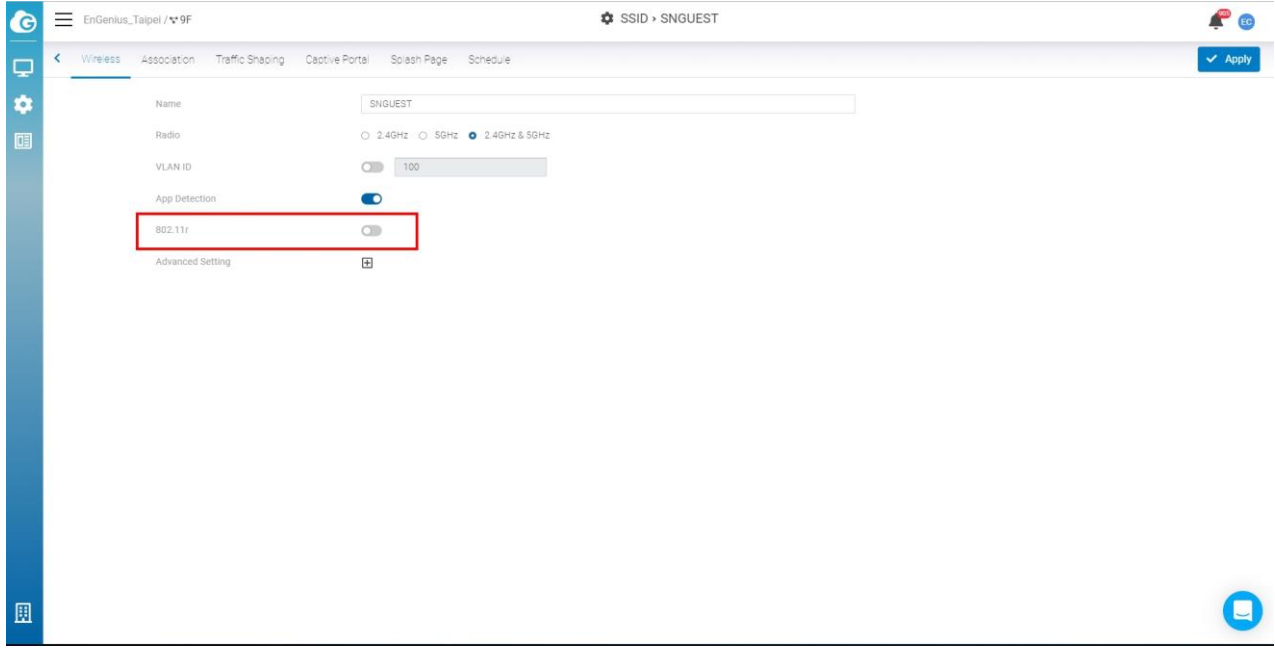 EnGenius_Taipei / 9F
SSID › SNGUEST
905
EC
Wireless Association Traffic Shaping Captive Portal Splash Page Schedule
Apply
Name SNGUEST
Radio 2.4GHz 5GHz 2.4GHz & 5GHz
VLAN ID 100
App Detection
802.11r
Advanced Setting